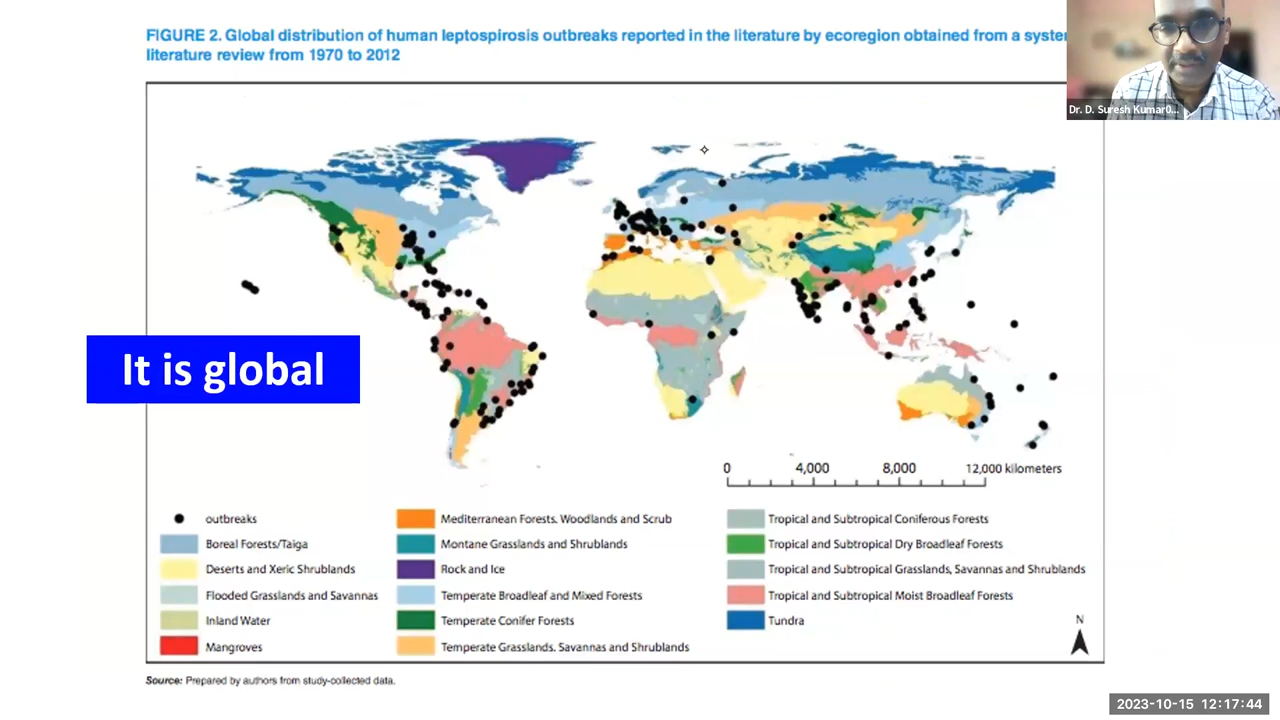 FIGURE 2. Global distribution of human leptospirosis outbreaks reported in the literature by ecoregion obtained from a
literature review from 1970 to 2012
Dr. D. Suresh Kumar0...
It is global
0 4,000 8,000 12,000 kilometers
outbreaks
Boreal Forests/Taiga
Deserts and Xeric Shrublands
Flooded Grasslands and Savannas
Inland Water
Mangroves
Mediterranean Forests. Woodlands and Scrub
Montane Grasslands and Shrublands
Rock and Ice
Temperate Broadleaf and Mixed Forests
Temperate Conifer Forests
Temperate Grasslands. Savannas and Shrublands
Tropical and Subtropical Coniferous Forests
Tropical and Subtropical Dry Broadleaf Forests
Tropical and Subtropical Grasslands, Savannas and Shrublands
Tropical and Subtropical Moist Broadleaf Forests
Tundra
N
Source: Prepared by authors from study-collected data.
2023-10-15 12:17:44